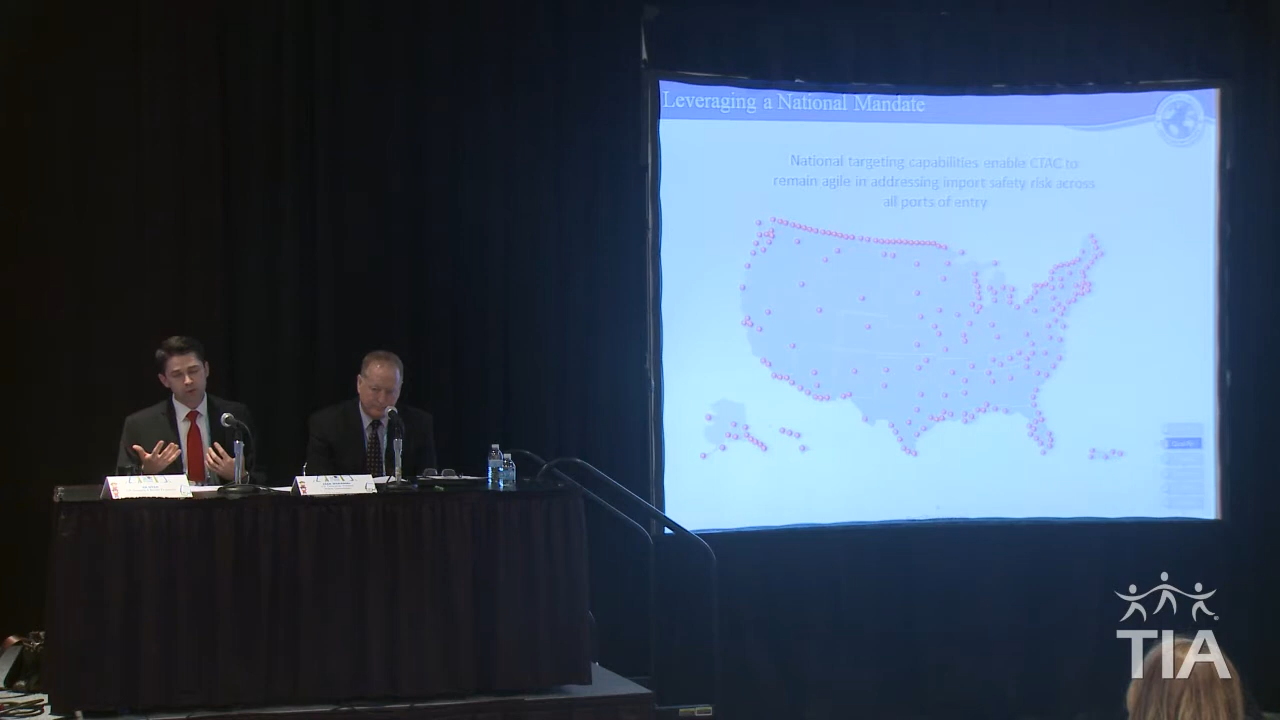 Leveraging a National Mandate
National targeting capabilities enable CTAC to
remain agile in addressing import safety risk across
all ports of entry
TIA